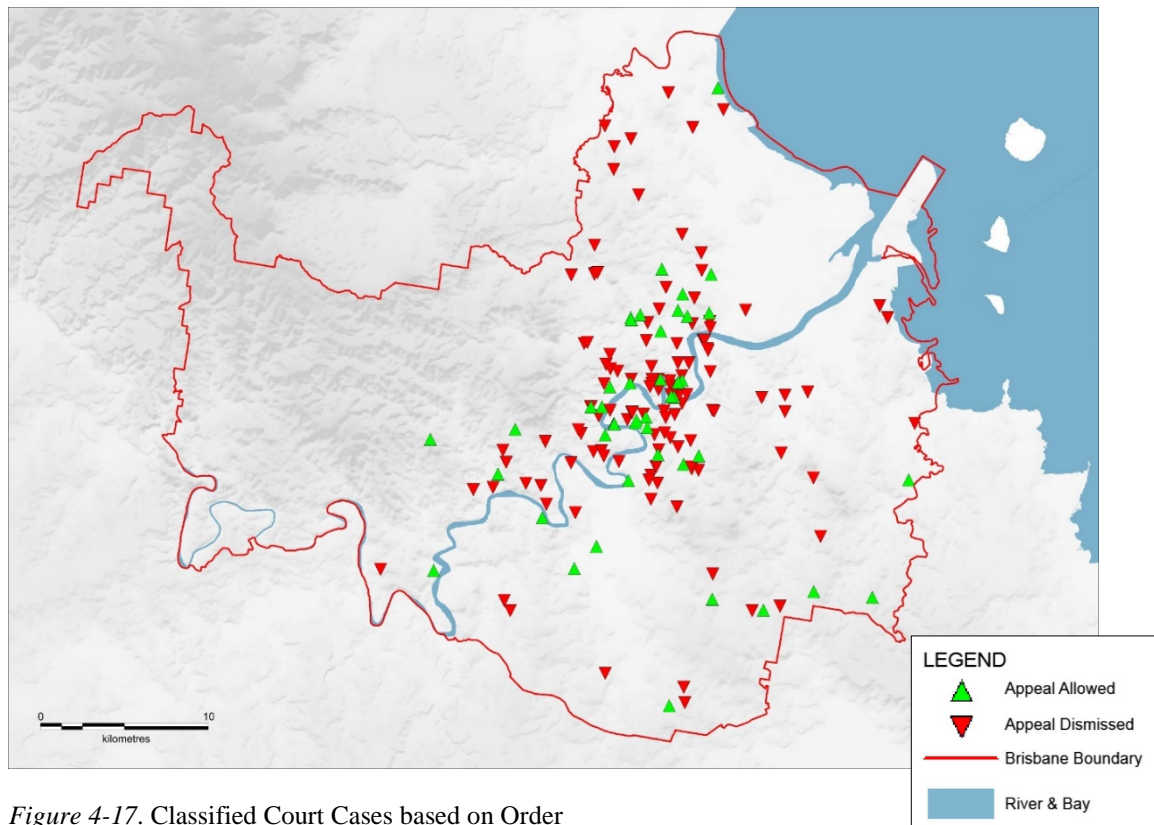 0 10
kilometres
LEGEND
Appeal Allowed
Appeal Dismissed
Brisbane Boundary
River & Bay
Figure 4-17. Classified Court Cases based on Order